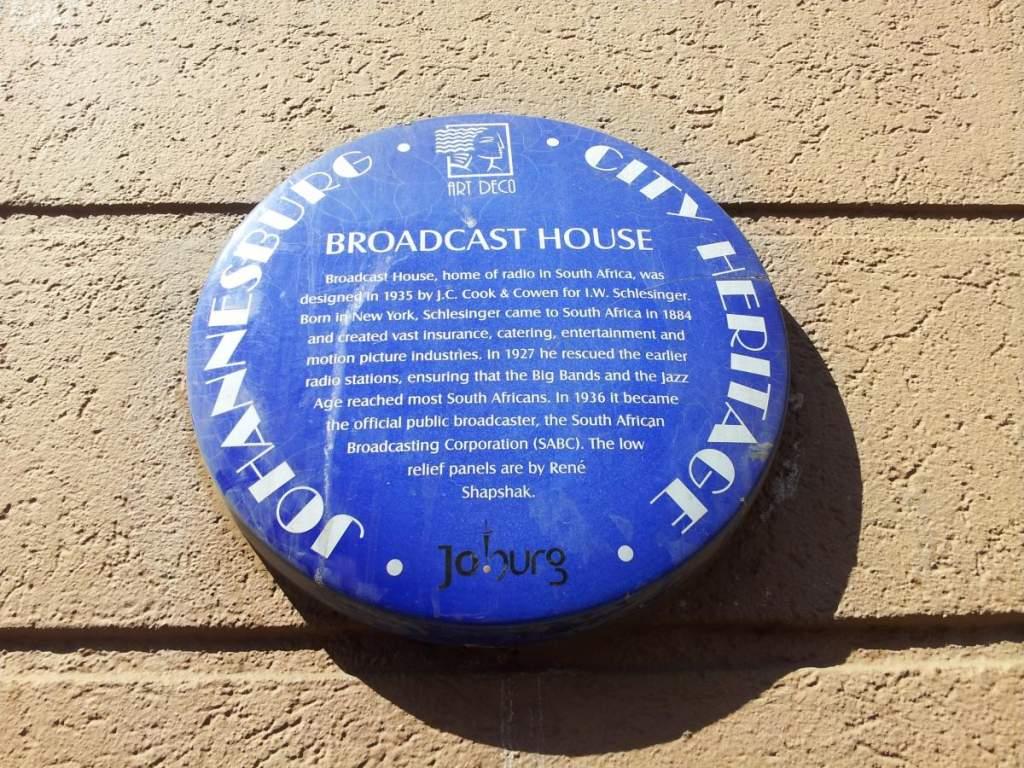 ART DECO
JOHANNESBURG
CITY HERITAGE
BROADCAST HOUSE
Broadcast House, home of radio in South Africa, was
designed in 1935 by J.C. Cook & Cowen for I.W. Schlesinger.
Born in New York, Schlesinger came to South Africa in 1884
and created vast insurance, catering, entertainment and
motion picture industries. In 1927 he rescued the earlier
radio stations, ensuring that the Big Bands and the Jazz
Age reached most South Africans. In 1936 it became
the official public broadcaster, the South African
Broadcasting Corporation (SABC). The low
relief panels are by René
Shapshak.
Joburg